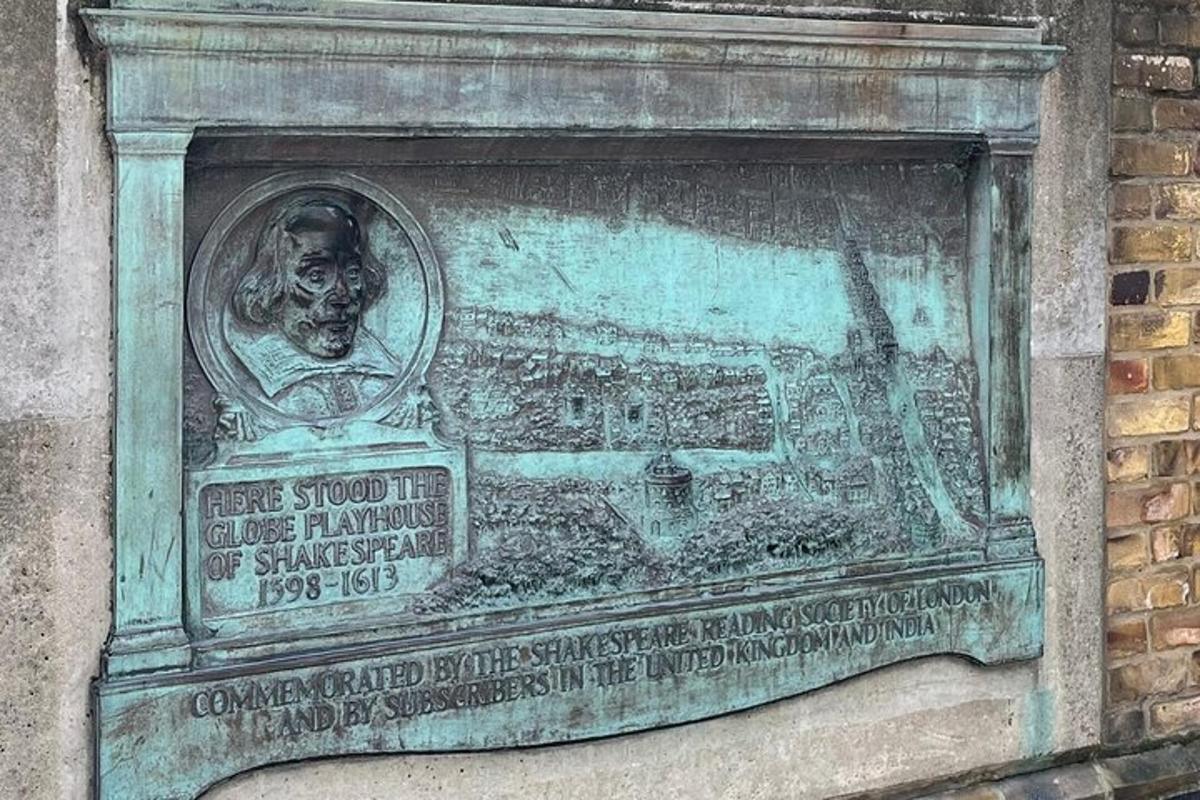 HERE STOOD THE
GLOBE PLAYHOUSE
OF SHAKESPEARE
1598-1613
COMMEMORATED BY THE SHAKESPEARE READING SOCIETY OF LONDON
AND BY SUBSCRIBERS IN THE UNITED KINGDOM AND INDIA